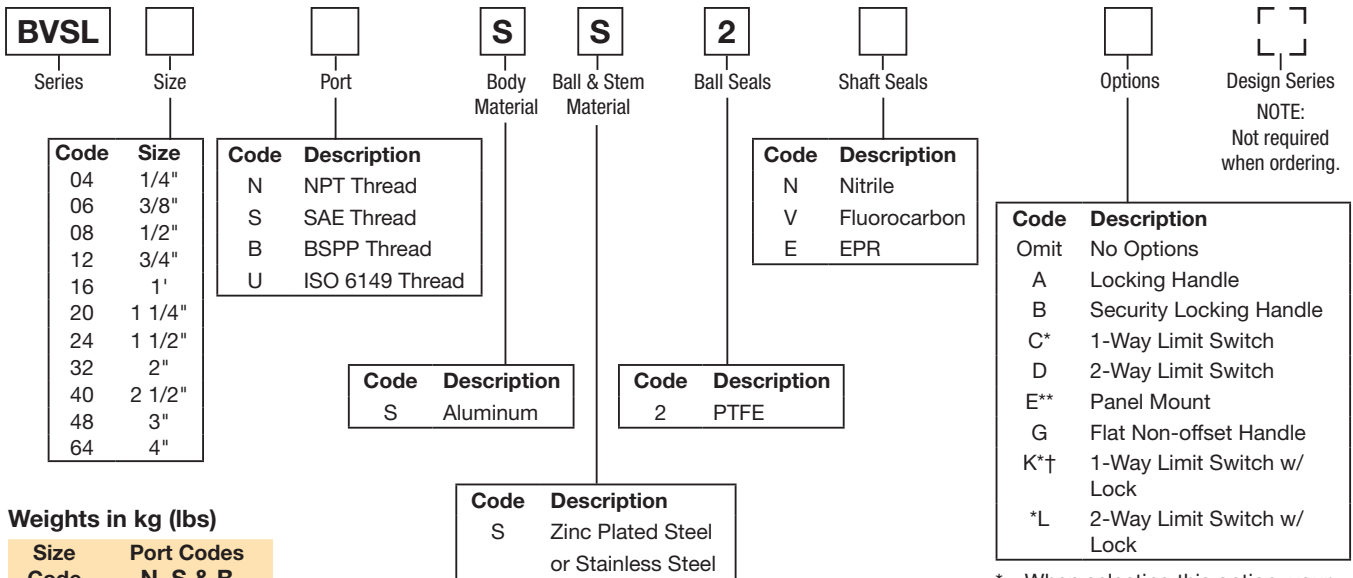 BVSL S S 2
Series Size Port Body Material Ball & Stem Material Ball Seals Shaft Seals Options Design Series
NOTE:
Not required
when ordering.
Code Size
04 1/4"
06 3/8"
08 1/2"
12 3/4"
16 1'
20 1 1/4"
24 1 1/2"
32 2"
40 2 1/2"
48 3"
64 4"
Code Description
N NPT Thread
S SAE Thread
B BSPP Thread
U ISO 6149 Thread
Code Description
S Aluminum
Code Description
S Zinc Plated Steel
or Stainless Steel
Code Description
2 PTFE
Code Description
N Nitrile
V Fluorocarbon
E EPR
Code Description
Omit No Options
A Locking Handle
B Security Locking Handle
C* 1-Way Limit Switch
D 2-Way Limit Switch
E** Panel Mount
G Flat Non-offset Handle
K*† 1-Way Limit Switch w/
Lock
*L 2-Way Limit Switch w/
Lock
Weights in kg (lbs)
Size Port Codes
Code N, S & B